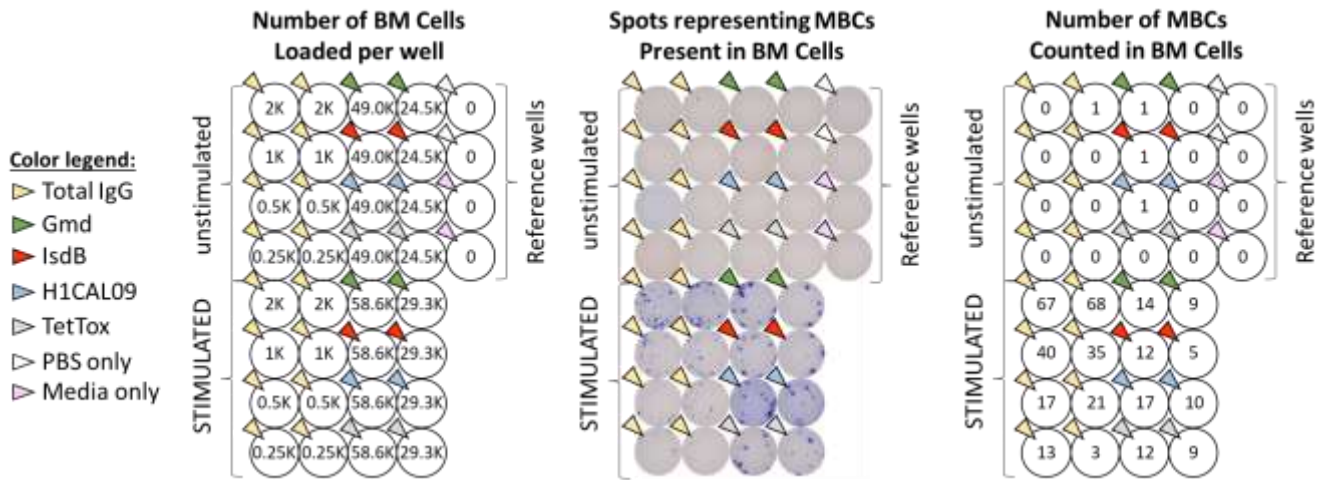 Number of BM Cells
Loaded per well
Spots representing MBCs
Present in BM Cells
Number of MBCs
Counted in BM Cells
Color legend:
Total IgG
Gmd
IsdB
H1CAL09
TetTox
PBS only
Media only
unstimulated
STIMULATED
2K 2K 49.0K 24.5K 0
1K 1K 49.0K 24.5K 0
0.5K 0.5K 49.0K 24.5K 0
0.25K 0.25K 49.0K 24.5K 0
2K 2K 58.6K 29.3K
1K 1K 58.6K 29.3K
0.5K 0.5K 58.6K 29.3K
0.25K 0.25K 58.6K 29.3K
Reference wells
unstimulated
STIMULATED
Reference wells
unstimulated
STIMULATED
0 1 1 0 0
0 0 1 0 0
0 0 1 0 0
0 0 0 0 0
67 68 14 9
40 35 12 5
17 21 17 10
13 3 12 9
Reference wells